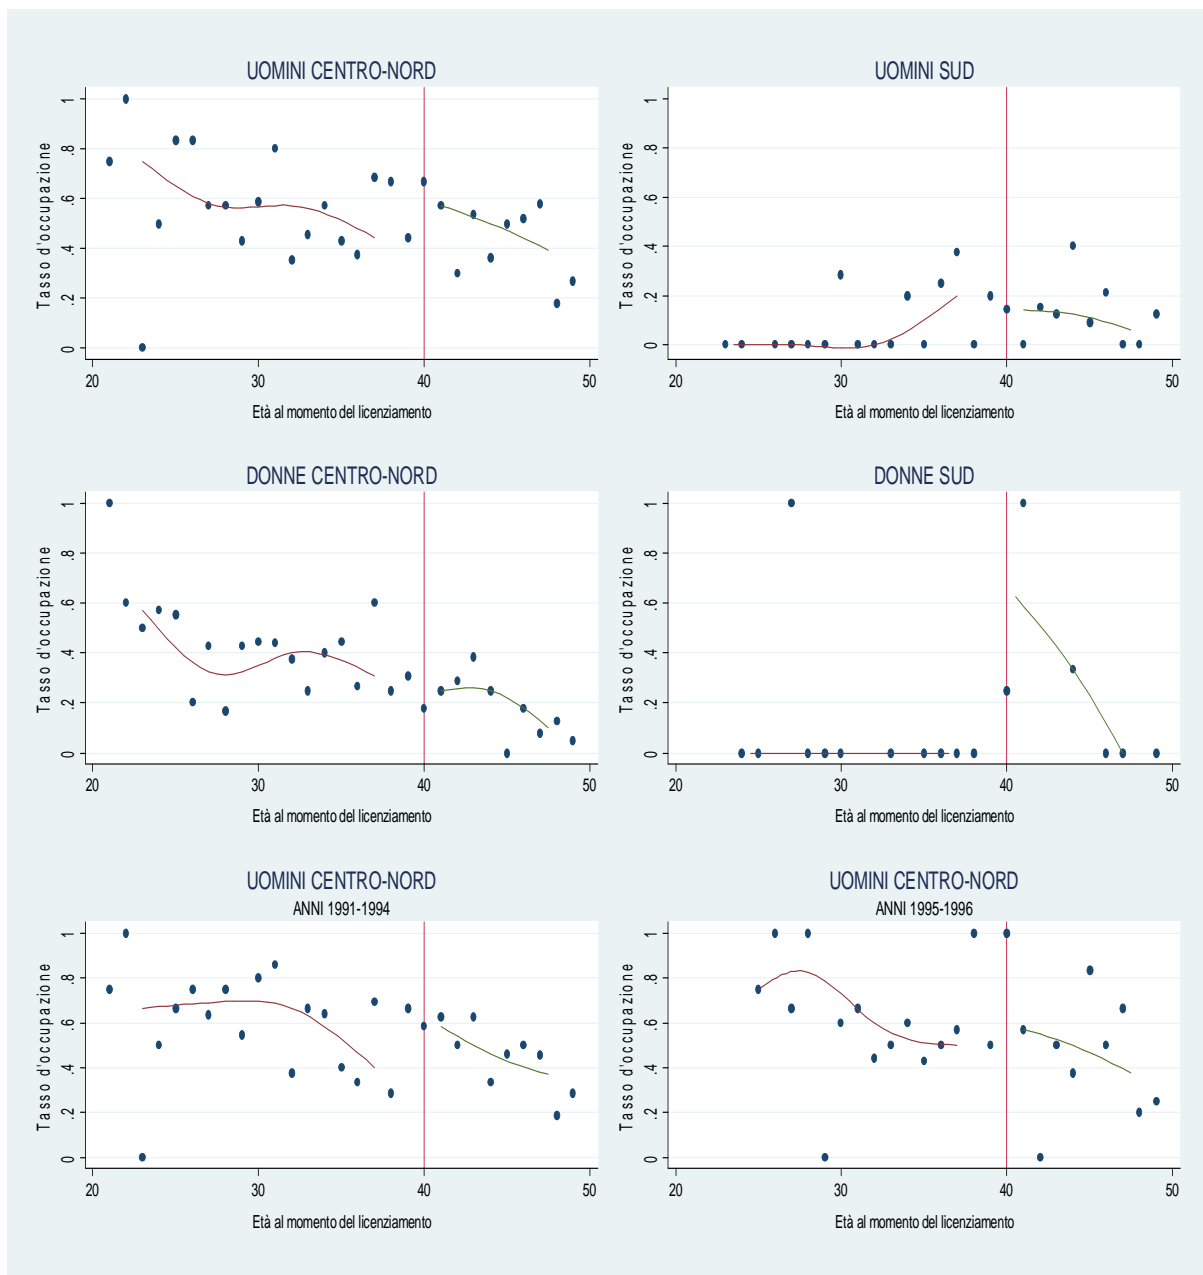 UOMINI CENTRO-NORD
Tasso d'occupazione
0 .2 .4 .6 .8 1
20 30 40 50
Età al momento del licenziamento
UOMINI SUD
Tasso d'occupazione
0 .2 .4 .6 .8 1
20 30 40 50
Età al momento del licenziamento
DONNE CENTRO-NORD
Tasso d'occupazione
0 .2 .4 .6 .8 1
20 30 40 50
Età al momento del licenziamento
DONNE SUD
Tasso d'occupazione
0 .2 .4 .6 .8 1
20 30 40 50
Età al momento del licenziamento
UOMINI CENTRO-NORD
ANNI 1991-1994
Tasso d'occupazione
0 .2 .4 .6 .8 1
20 30 40 50
Età al momento del licenziamento
UOMINI CENTRO-NORD
ANNI 1995-1996
Tasso d'occupazione
0 .2 .4 .6 .8 1
20 30 40 50
Età al momento del licenziamento